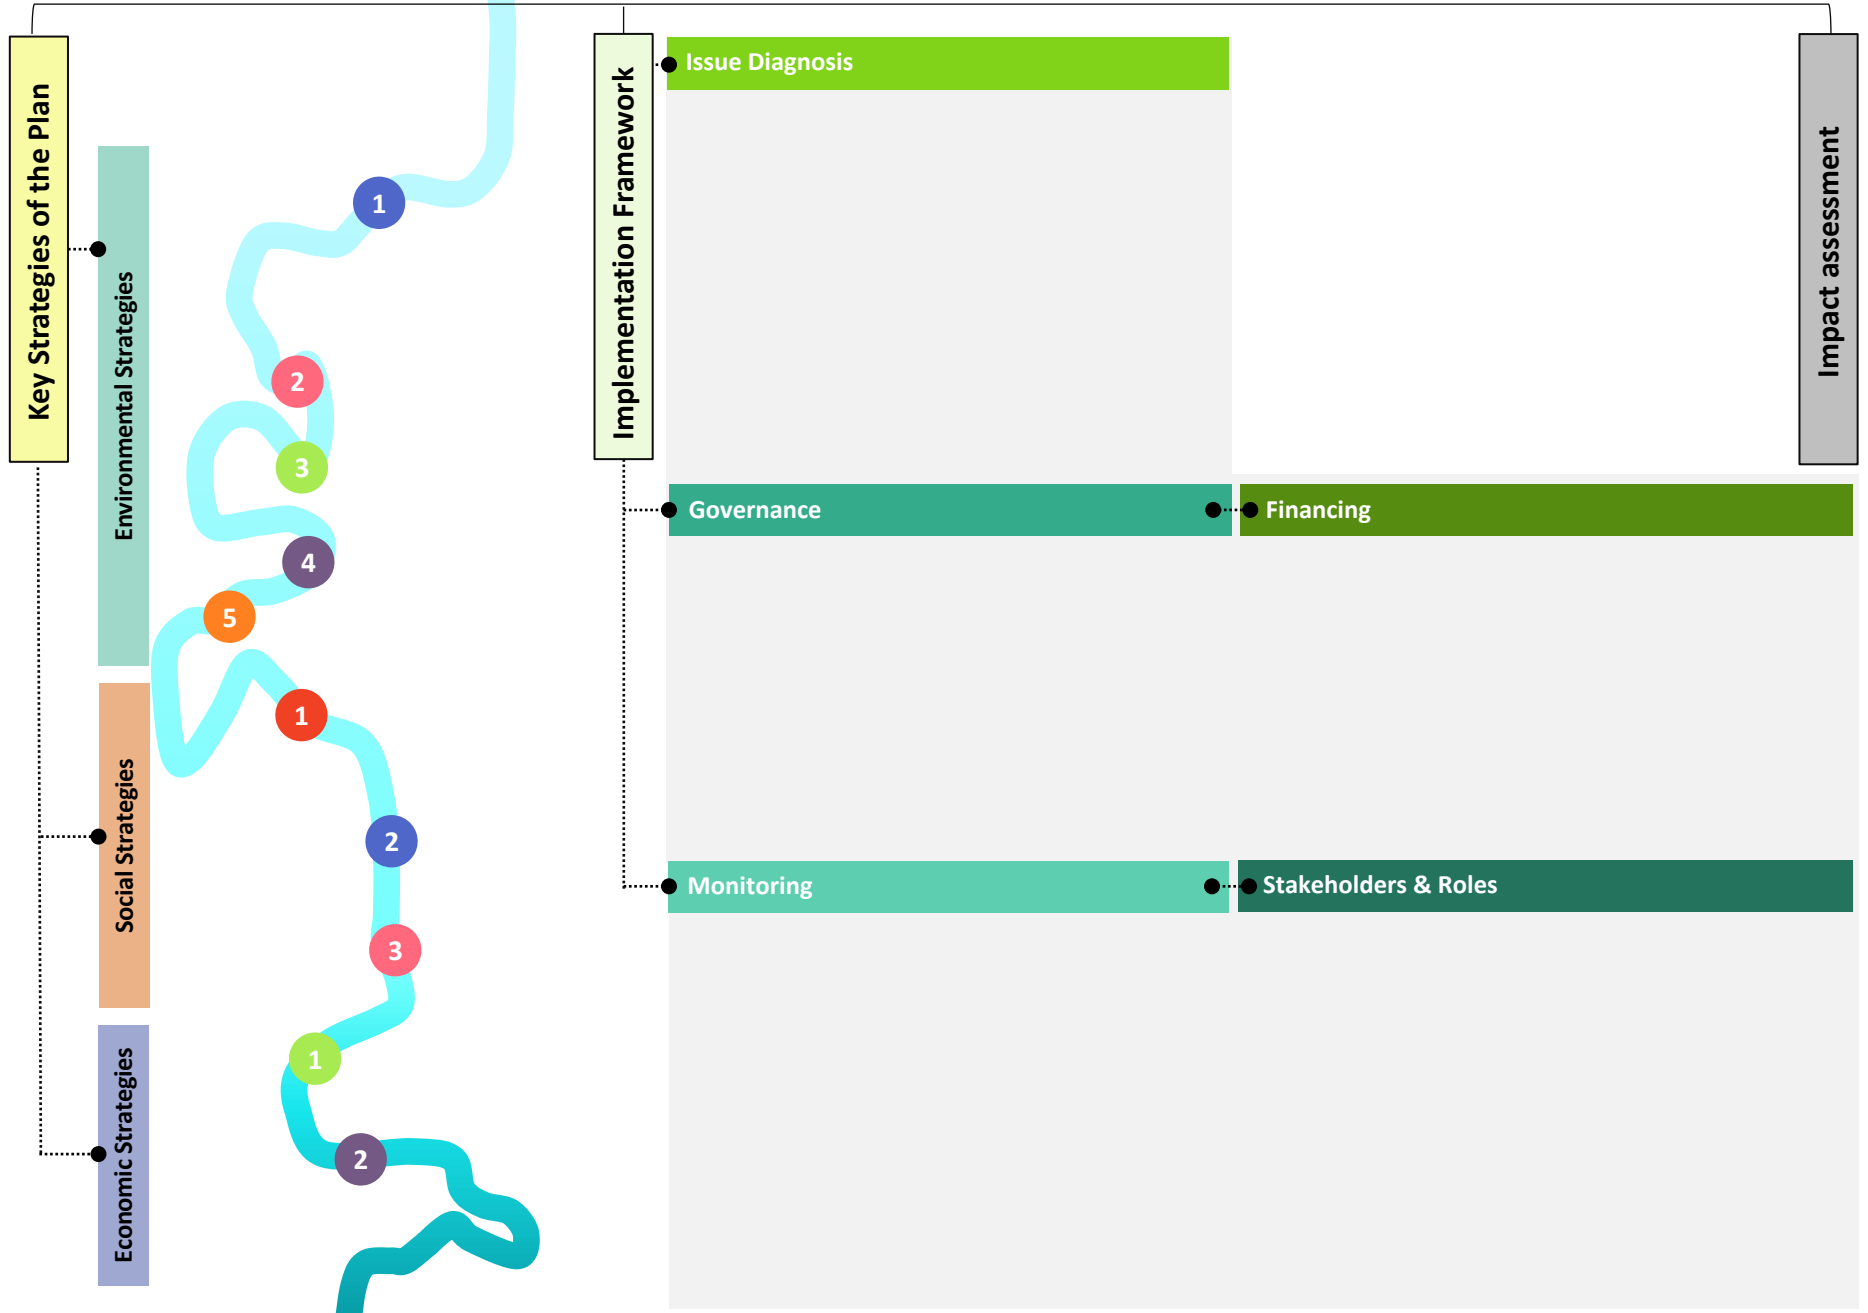 Key Strategies of the Plan
Environmental Strategies
1
2
3
4
5
Social Strategies
1
2
3
Economic Strategies
1
2
Implementation Framework
Issue Diagnosis
Governance
Financing
Monitoring
Stakeholders & Roles
Impact assessment